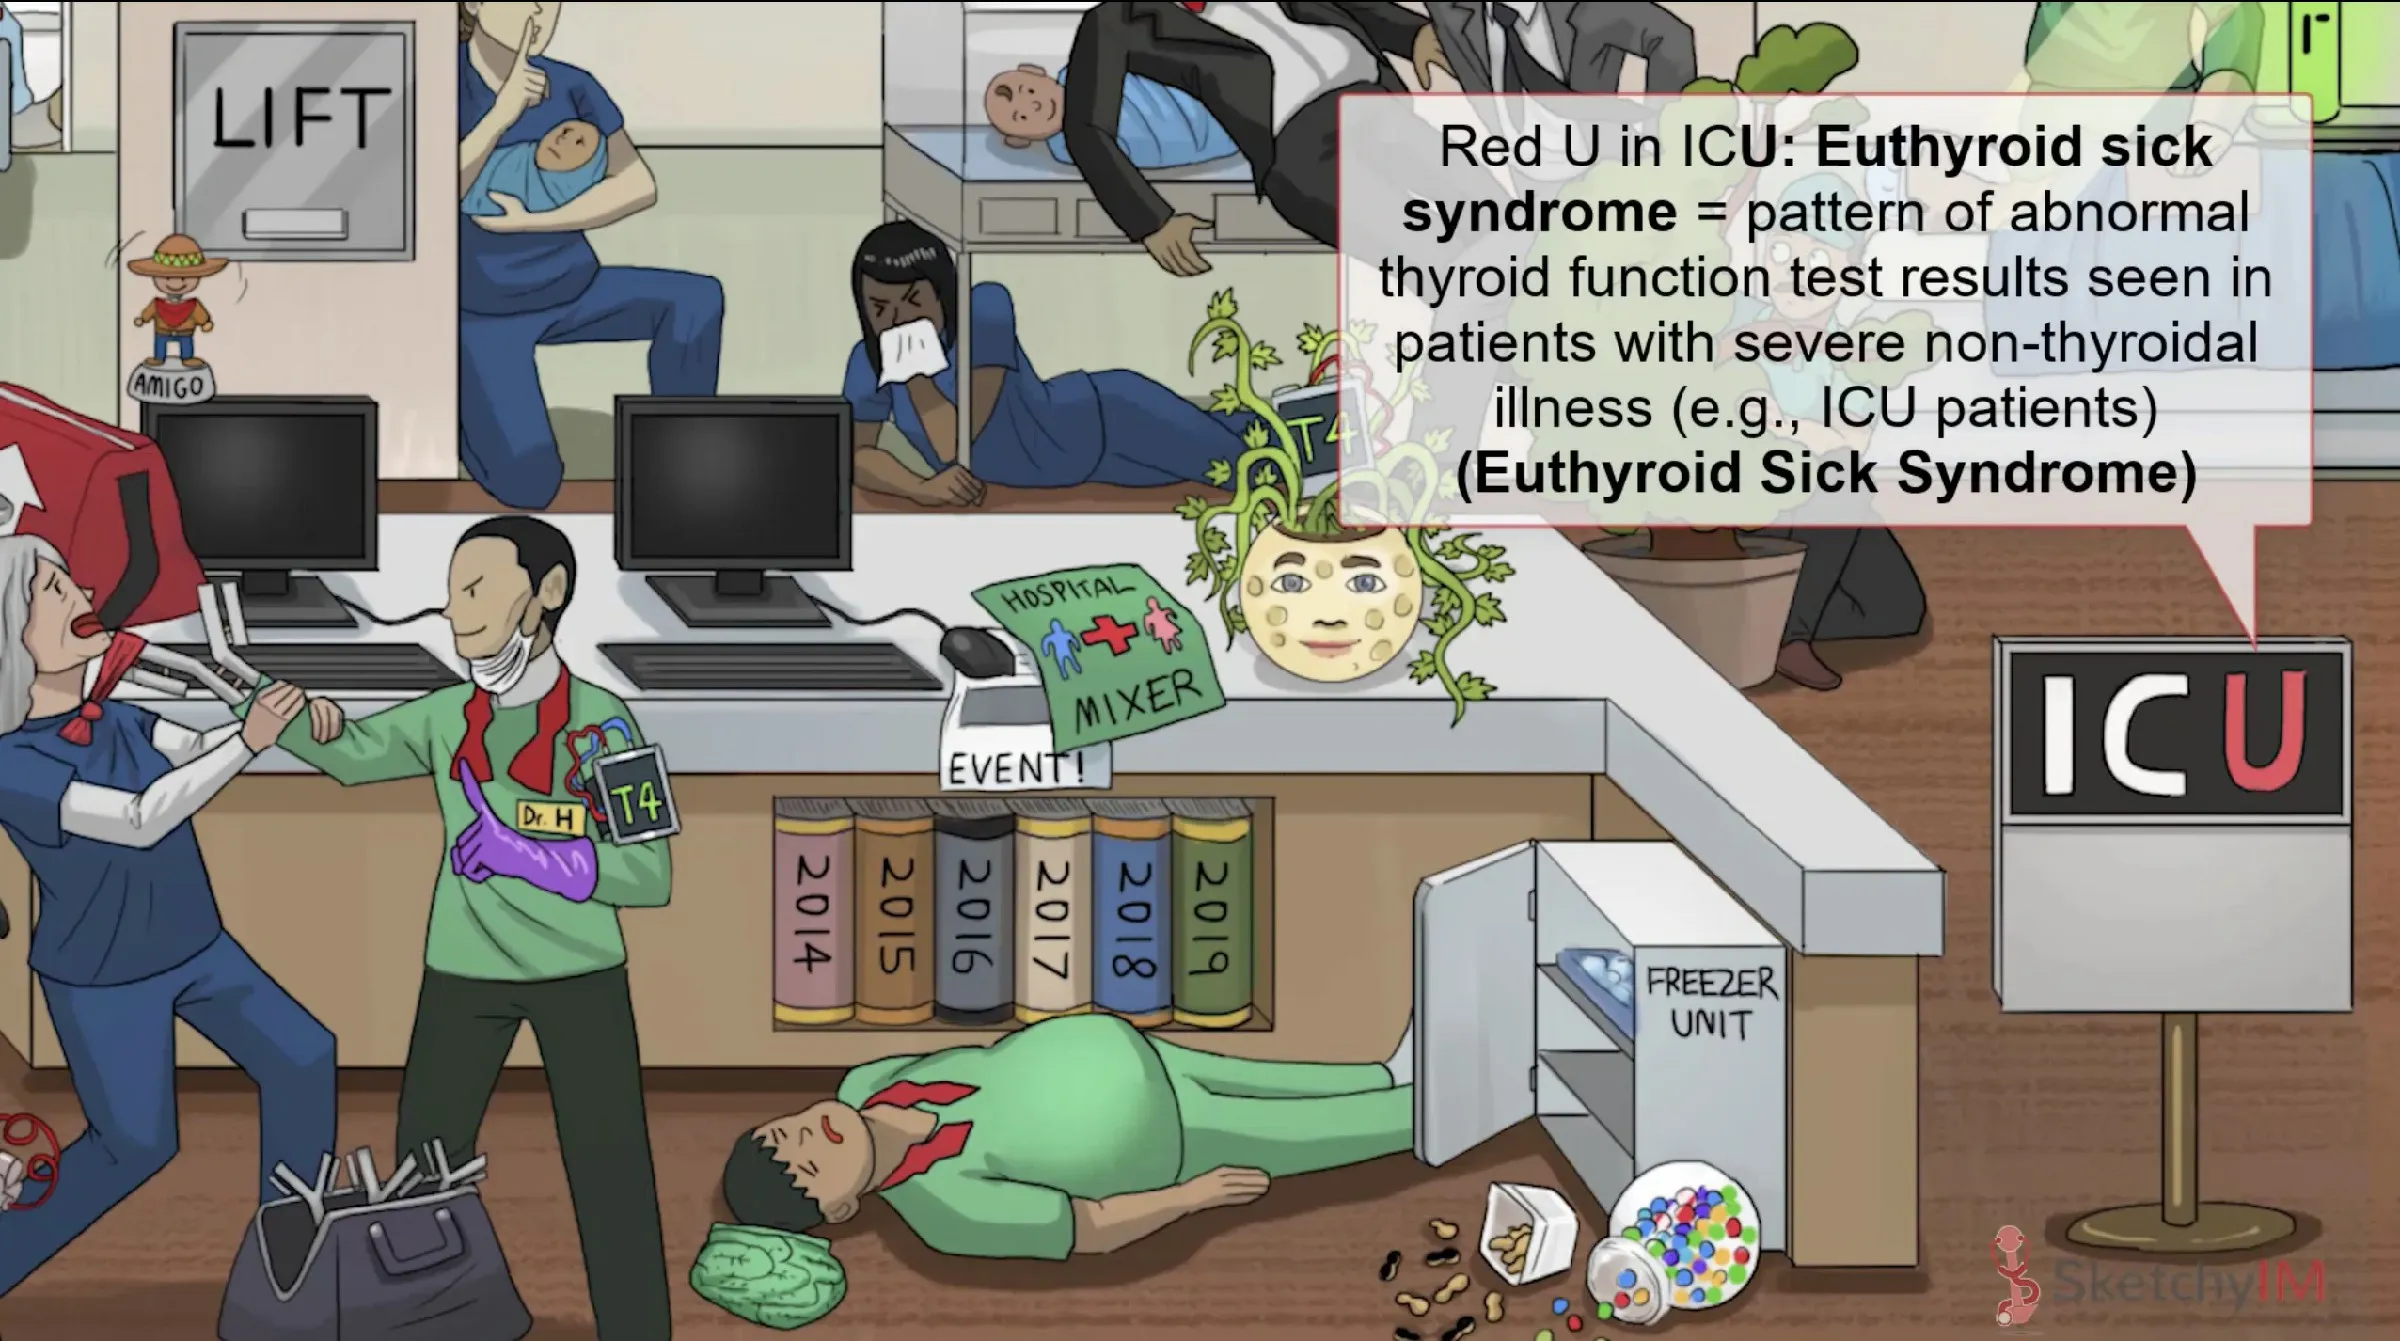 LIFT
Red U in ICU: Euthyroid sick
syndrome = pattern of abnormal
thyroid function test results seen in
patients with severe non-thyroidal
illness (e.g., ICU patients)
(Euthyroid Sick Syndrome)
AMIGO
T4
HOSPITAL
MIXER
EVENT!
Dr. H
T4
ICU
2014
2015
2016
2017
2018
2019
FREEZER
UNIT
SketchyIM